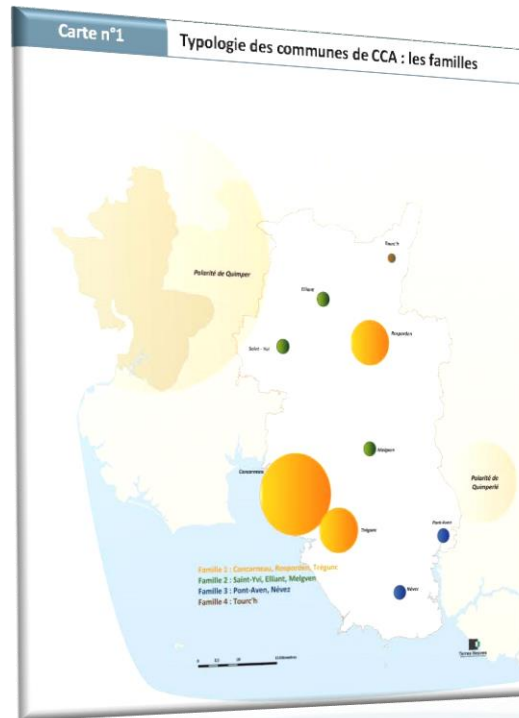 Carte n°1
Typologie des communes de CCA : les familles
Tourc'h
Polarité de Quimper
Elliant
Rosporden
Saint - Yvi
Melgven
Concarneau
Polarité de
Quimperlé
Pont-Aven
Trégunc
Famille 1 : Concarneau, Rosporden, Trégunc
Famille 2 : Saint-Yvi, Elliant, Melgven
Famille 3 : Pont-Aven, Névez
Famille 4 : Tourc'h
Névez